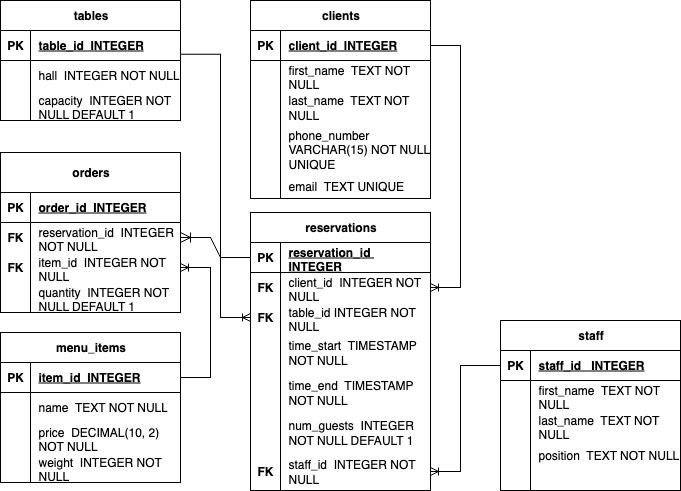 tables
PK table_id INTEGER
hall INTEGER NOT NULL
capacity INTEGER NOT
NULL DEFAULT 1
clients
PK client_id INTEGER
first_name TEXT NOT
NULL
last_name TEXT NOT
NULL
phone_number
VARCHAR(15) NOT NULL
UNIQUE
email TEXT UNIQUE
orders
PK order_id INTEGER
FK reservation_id INTEGER
NOT NULL
FK item_id INTEGER NOT
NULL
quantity INTEGER NOT
NULL DEFAULT 1
reservations
PK reservation_id
INTEGER
FK client_id INTEGER NOT
NULL
FK table_id INTEGER NOT
NULL
time_start TIMESTAMP
NOT NULL
time_end TIMESTAMP
NOT NULL
num_guests INTEGER
NOT NULL DEFAULT 1
FK staff_id INTEGER NOT
NULL
menu_items
PK item_id INTEGER
name TEXT NOT NULL
price DECIMAL(10, 2)
NOT NULL
weight INTEGER NOT
NULL
staff
PK staff_id INTEGER
first_name TEXT NOT
NULL
last_name TEXT NOT
NULL
position TEXT NOT NULL